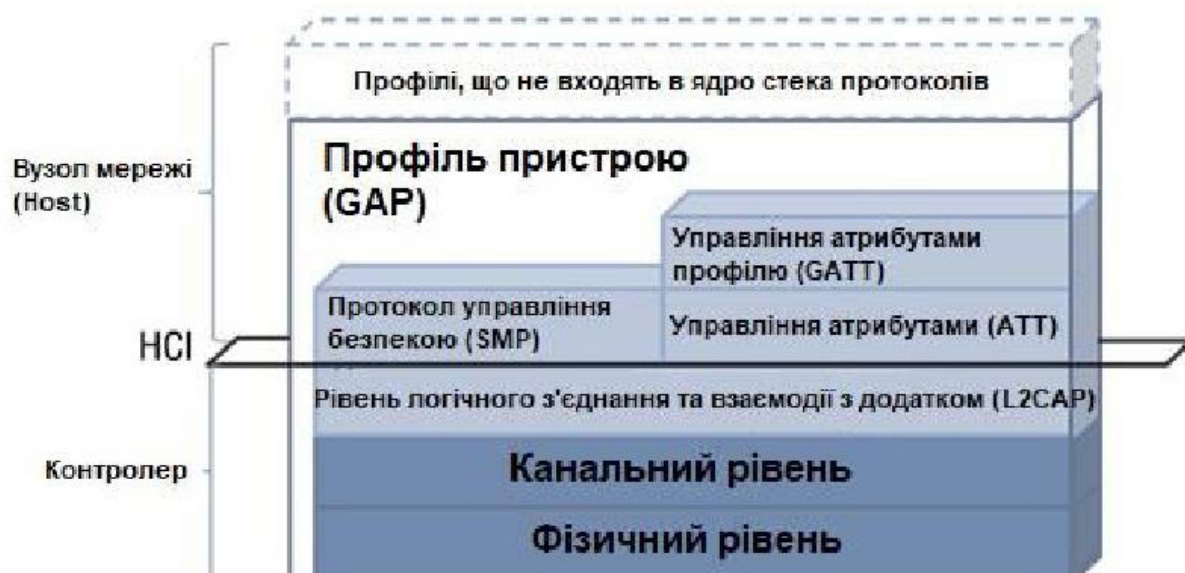 Профілі, що не входять в ядро стека протоколів
Вузол мережі
(Host)
Профіль пристрою
(GAP)
Управління атрибутами
профілю (GATT)
Протокол управління
безпекою (SMP)
Управління атрибутами (ATT)
HCI
Рівень логічного з'єднання та взаємодії з додатком (L2CAP)
Контролер
Канальний рівень
Фізичний рівень